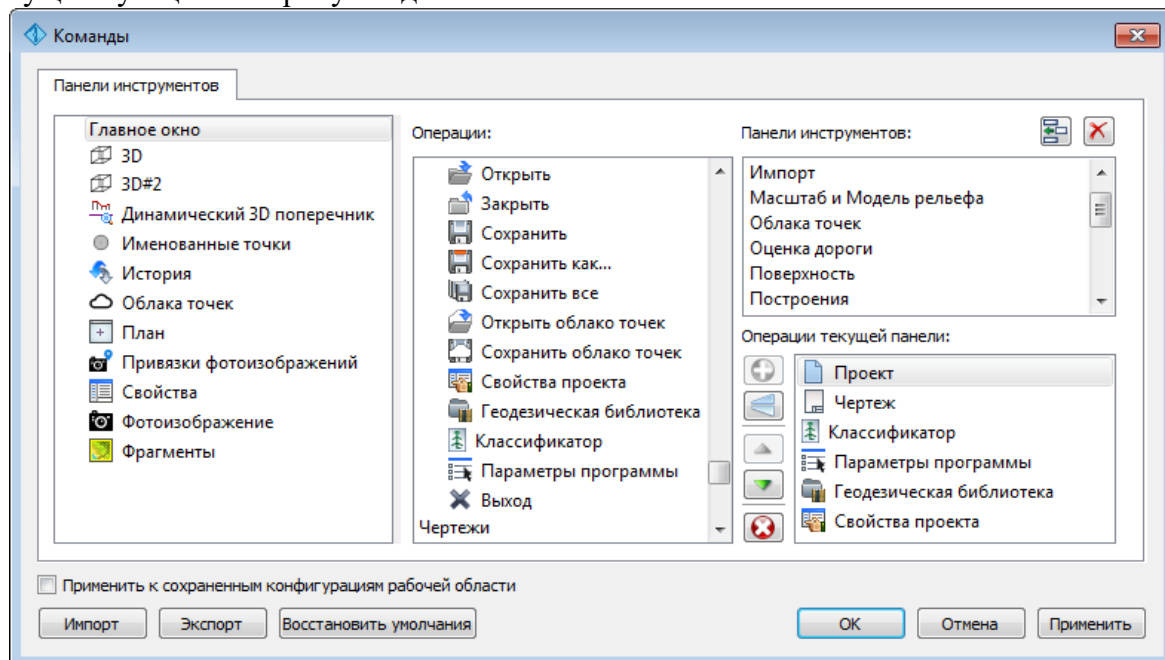 Команды
Панели инструментов
Главное окно
3D
3D#2
Динамический 3D поперечник
Именованные точки
История
Облака точек
План
Привязки фотоизображений
Свойства
Фотоизображение
Фрагменты
Операции:
Открыть
Закрыть
Сохранить
Сохранить как...
Сохранить все
Открыть облако точек
Сохранить облако точек
Свойства проекта
Геодезическая библиотека
Классификатор
Параметры программы
Выход
Чертежи
Панели инструментов:
Импорт
Масштаб и Модель рельефа
Облака точек
Оценка дороги
Поверхность
Построения
Операции текущей панели:
Проект
Чертеж
Классификатор
Параметры программы
Геодезическая библиотека
Свойства проекта
Применить к сохраненным конфигурациям рабочей области
Импорт
Экспорт
Восстановить умолчания
ОК
Отмена
Применить